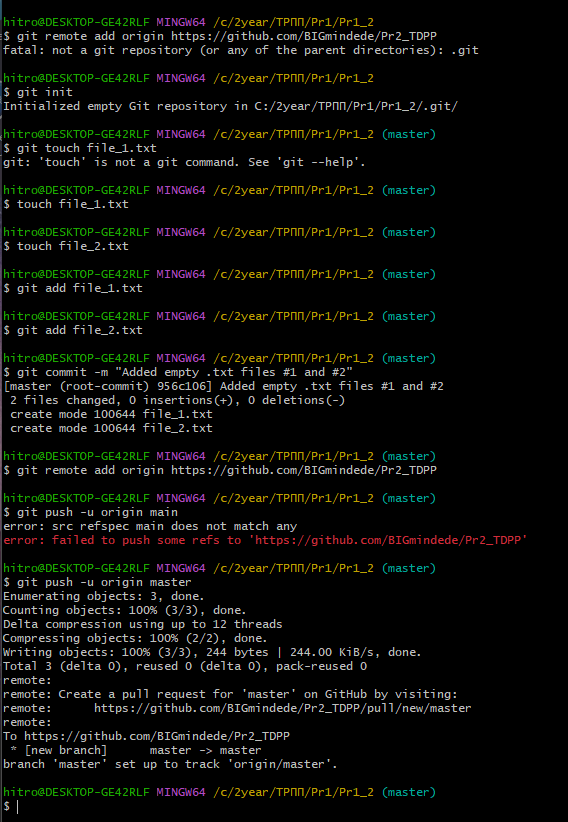 hitro@DESKTOP-GE42RLF MINGW64 /c/2year/ТРПП/Pr1/Pr1_2
$ git remote add origin https://github.com/BIGmindede/Pr2_TDPP
fatal: not a git repository (or any of the parent directories): .git
hitro@DESKTOP-GE42RLF MINGW64 /c/2year/ТРПП/Pr1/Pr1_2
$ git init
Initialized empty Git repository in C:/2year/ТРПП/Pr1/Pr1_2/.git/
hitro@DESKTOP-GE42RLF MINGW64 /c/2year/ТРПП/Pr1/Pr1_2 (master)
$ git touch file_1.txt
git: 'touch' is not a git command. See 'git --help'.
hitro@DESKTOP-GE42RLF MINGW64 /c/2year/ТРПП/Pr1/Pr1_2 (master)
$ touch file_1.txt
hitro@DESKTOP-GE42RLF MINGW64 /c/2year/ТРПП/Pr1/Pr1_2 (master)
$ touch file_2.txt
hitro@DESKTOP-GE42RLF MINGW64 /c/2year/ТРПП/Pr1/Pr1_2 (master)
$ git add file_1.txt
hitro@DESKTOP-GE42RLF MINGW64 /c/2year/ТРПП/Pr1/Pr1_2 (master)
$ git add file_2.txt
hitro@DESKTOP-GE42RLF MINGW64 /c/2year/ТРПП/Pr1/Pr1_2 (master)
$ git commit -m "Added empty .txt files #1 and #2"
[master (root-commit) 956c106] Added empty .txt files #1 and #2
 2 files changed, 0 insertions(+), 0 deletions(-)
 create mode 100644 file_1.txt
 create mode 100644 file_2.txt
hitro@DESKTOP-GE42RLF MINGW64 /c/2year/ТРПП/Pr1/Pr1_2 (master)
$ git remote add origin https://github.com/BIGmindede/Pr2_TDPP
hitro@DESKTOP-GE42RLF MINGW64 /c/2year/ТРПП/Pr1/Pr1_2 (master)
$ git push -u origin main
error: src refspec main does not match any
error: failed to push some refs to 'https://github.com/BIGmindede/Pr2_TDPP'
hitro@DESKTOP-GE42RLF MINGW64 /c/2year/ТРПП/Pr1/Pr1_2 (master)
$ git push -u origin master
Enumerating objects: 3, done.
Counting objects: 100% (3/3), done.
Delta compression using up to 12 threads
Compressing objects: 100% (2/2), done.
Writing objects: 100% (3/3), 244 bytes | 244.00 KiB/s, done.
Total 3 (delta 0), reused 0 (delta 0), pack-reused 0
remote:
remote: Create a pull request for 'master' on GitHub by visiting:
remote:      https://github.com/BIGmindede/Pr2_TDPP/pull/new/master
remote:
To https://github.com/BIGmindede/Pr2_TDPP
 * [new branch]      master -> master
branch 'master' set up to track 'origin/master'.
hitro@DESKTOP-GE42RLF MINGW64 /c/2year/ТРПП/Pr1/Pr1_2 (master)
$